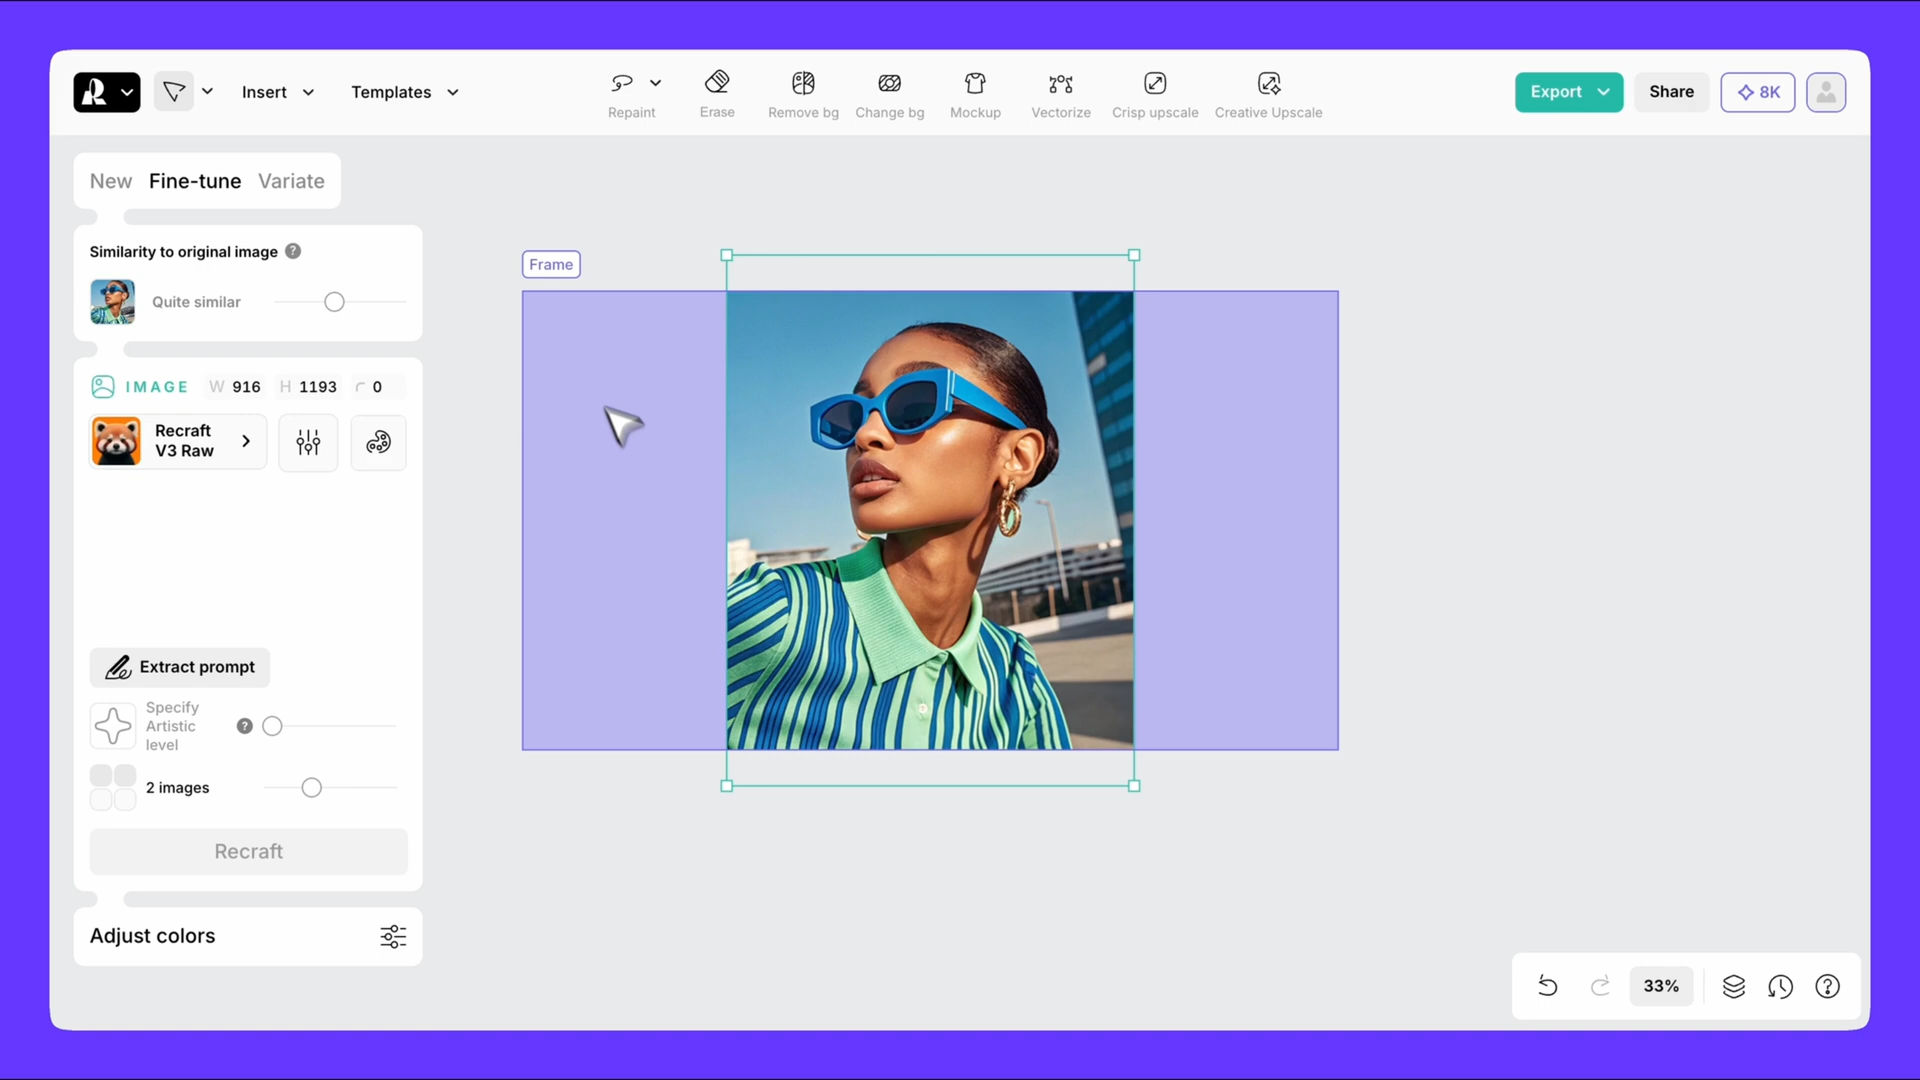 Insert
Templates
Repaint
Erase
Remove bg
Change bg
Mockup
Vectorize
Crisp upscale
Creative Upscale
Export
Share
8K
New Fine-tune Variate
Similarity to original image ?
Quite similar
Frame
IMAGE W 916 H 1193 0
Recraft
V3 Raw
Extract prompt
Specify
Artistic
level
?
2 images
Recraft
Adjust colors
33%
?